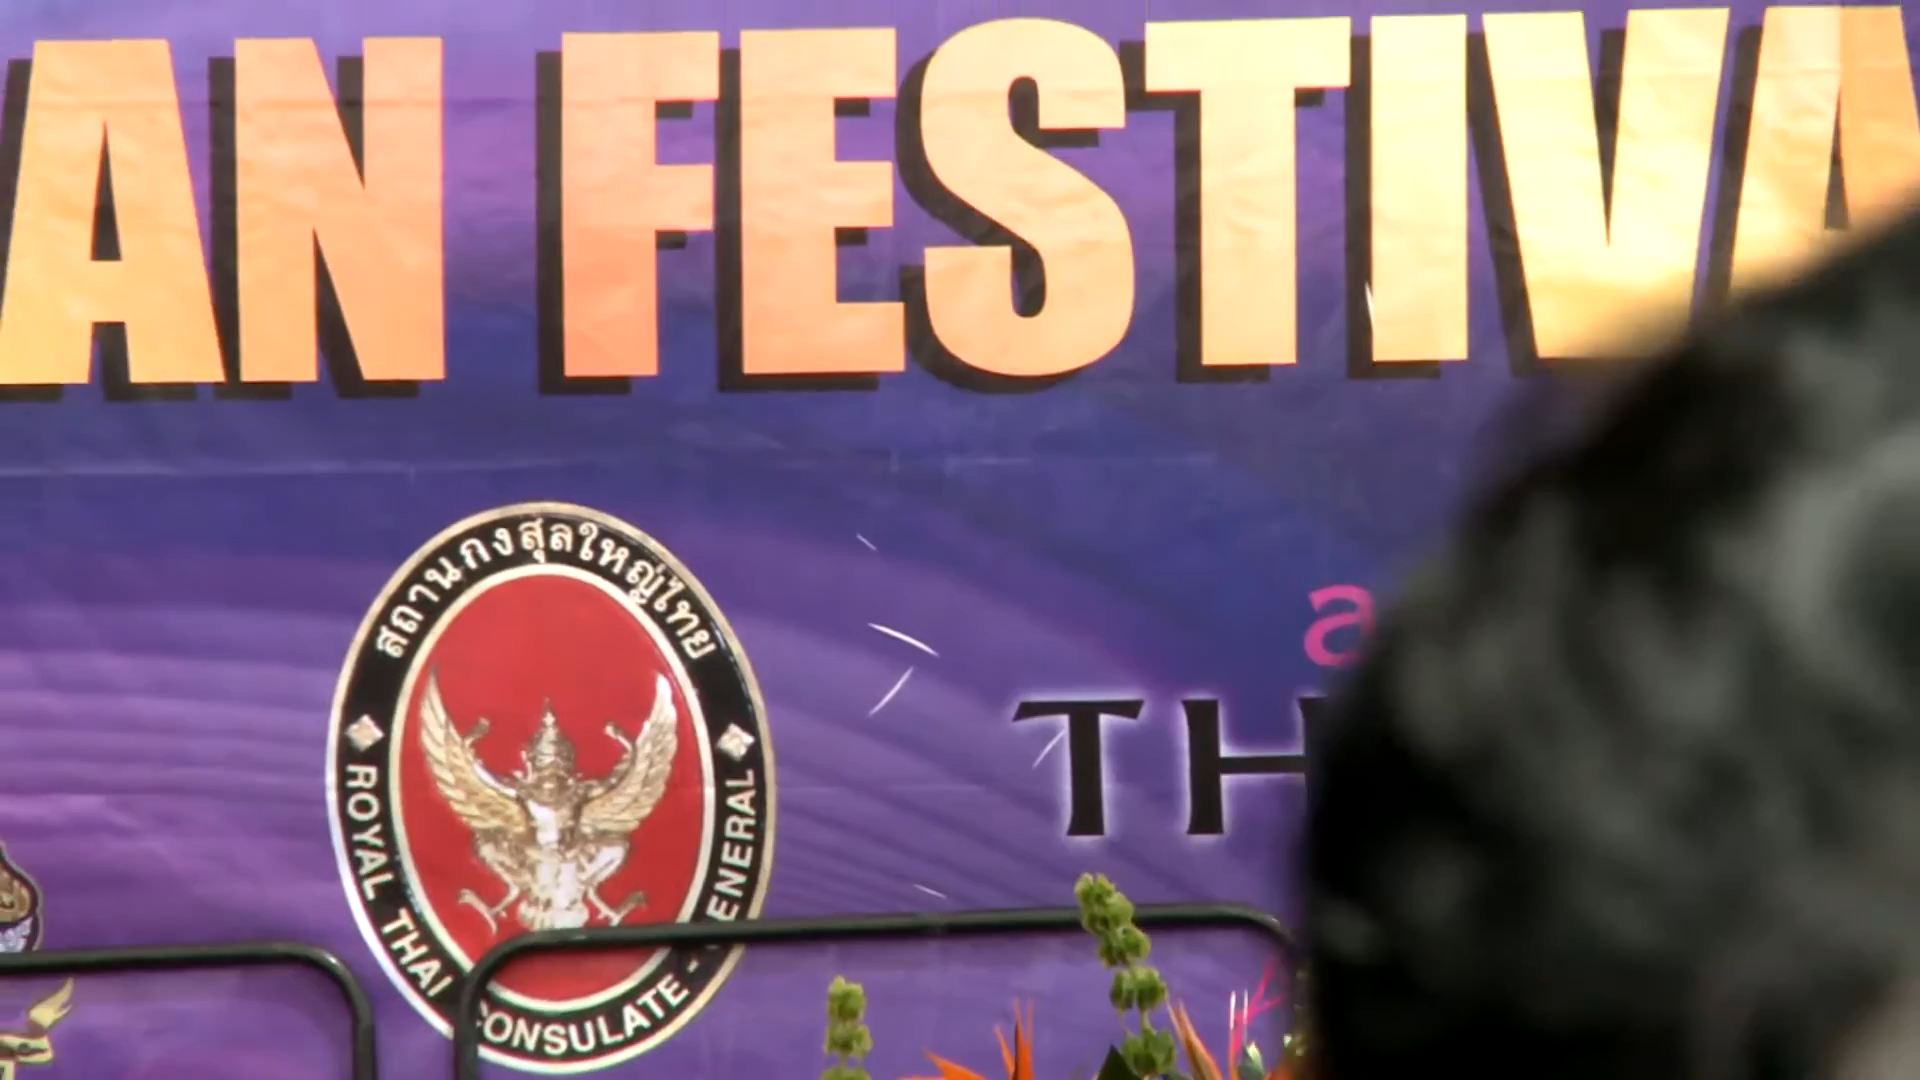 AN FESTIVA
สถานกงสุลใหญ่ไทย
ROYAL THAI CONSULATE - GENERAL
a
TH